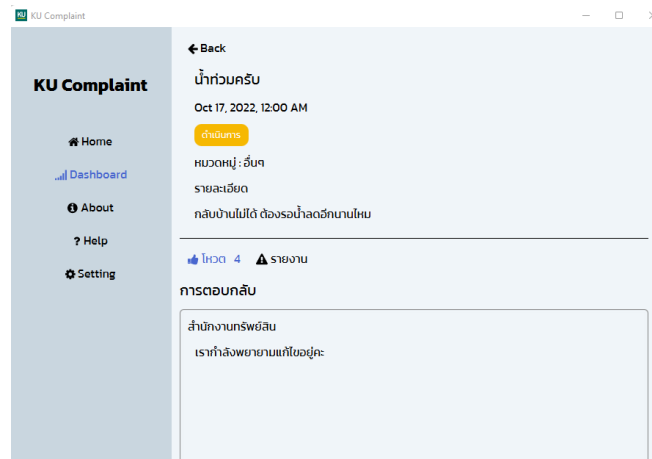 KU KU Complaint
KU Complaint
Home
Dashboard
About
? Help
Setting
Back
น้ำท่วมครับ
Oct 17, 2022, 12:00 AM
ดำเนินการ
หมวดหมู่ : อื่นๆ
รายละเอียด
กลับบ้านไม่ได้ ต้องรอน้ำลดอีกนานไหม
โหวต 4 รายงาน
การตอบกลับ
สำนักงานทรัพย์สิน
เรากำลังพยายามแก้ไขอยู่คะ